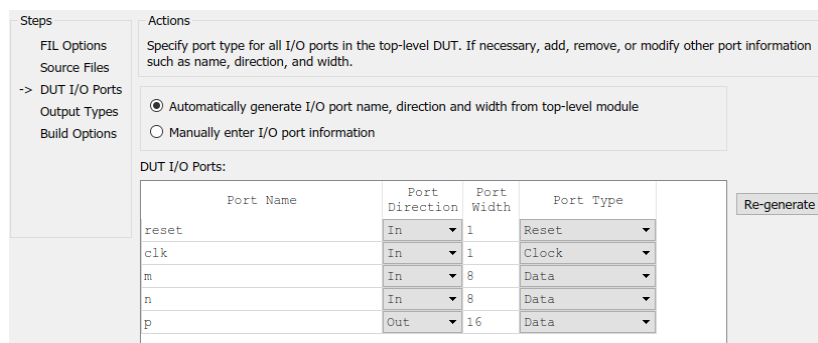 Steps
FIL Options
Source Files
-> DUT I/O Ports
Output Types
Build Options
Actions
Specify port type for all I/O ports in the top-level DUT. If necessary, add, remove, or modify other port information
such as name, direction, and width.
Automatically generate I/O port name, direction and width from top-level module
Manually enter I/O port information
DUT I/O Ports:
Port Name Port Direction Port Width Port Type
reset In 1 Reset
clk In 1 Clock
m In 8 Data
n In 8 Data
p Out 16 Data
Re-generate